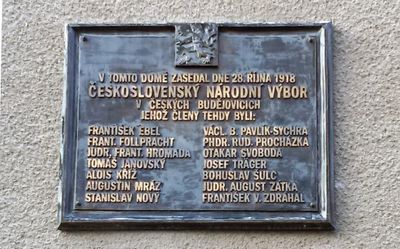 V TOMTO DOMĚ ZASEDAL DNE 28. ŘÍJNA 1918
ČESKOSLOVENSKÝ NÁRODNÍ VÝBOR
V ČESKÝCH BUDĚJOVICÍCH
JEHOŽ ČLENY TEHDY BYLI:
FRANTIŠEK EBEL
FRANT. FOLLPRACHT
JUDR. FRANT. HROMADA
TOMÁŠ JANOVSKÝ
ALOIS KŘÍŽ
AUGUSTIN MRÁZ
STANISLAV NOVÝ
VÁCL. B. PAVLÍK-SYCHRA
PHDR. RUD. PROCHÁZKA
OTAKAR SVOBODA
JOSEF TRÄGER
BOHUSLAV ŠULC
JUDR. AUGUST ZÁTKA
FRANTIŠEK V. ZDRÁHAL